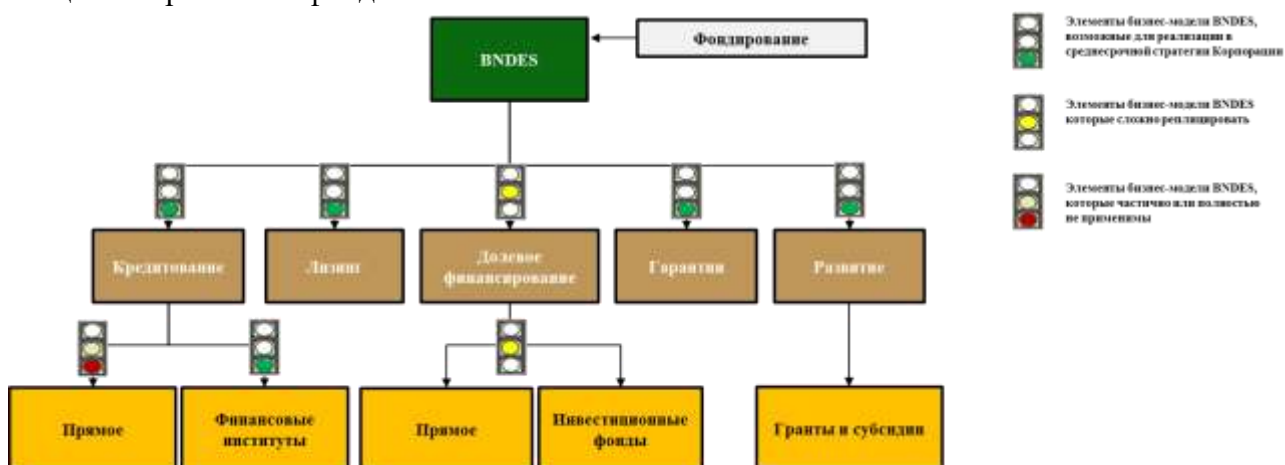 BNDES
Фондирование
Элементы бизнес-модели BNDES,
возможные для реализации в
среднесрочной стратегии Корпорации
Элементы бизнес-модели BNDES
которые сложно реплицировать
Элементы бизнес-модели BNDES,
которые частично или полностью
не применимы
Кредитование
Лизинг
Долевое
финансирование
Гарантии
Развитие
Прямое
Финансовые
институты
Прямое
Инвестиционные
фонды
Гранты и субсидии